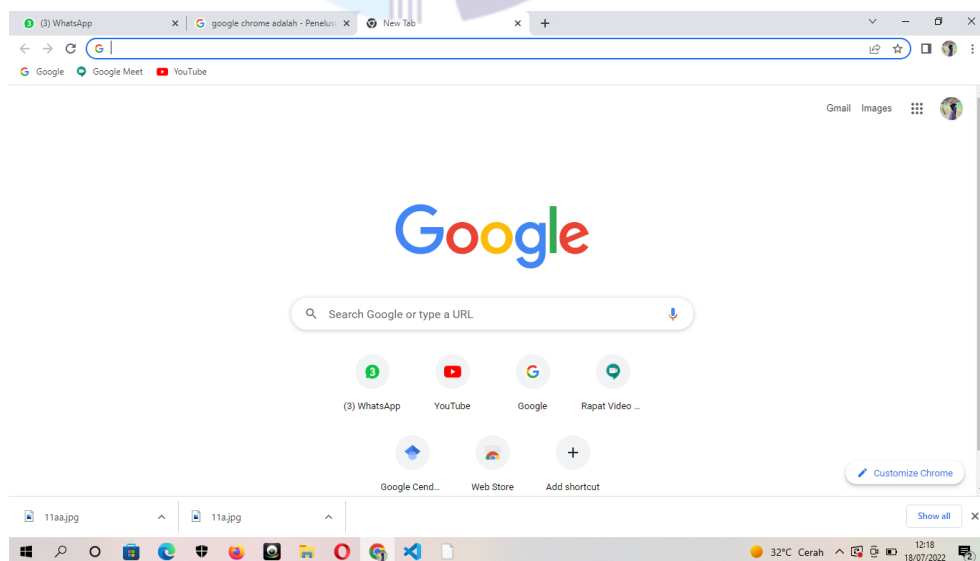 (3) WhatsApp
google chrome adalah - Penelus
New Tab
Google Google Meet YouTube
Gmail Images
Google
Search Google or type a URL
(3) WhatsApp YouTube Google Rapat Video ...
Google Cend... Web Store Add shortcut
Customize Chrome
11aa.jpg 11a.jpg Show all
32°C Cerah 12:18
18/07/2022